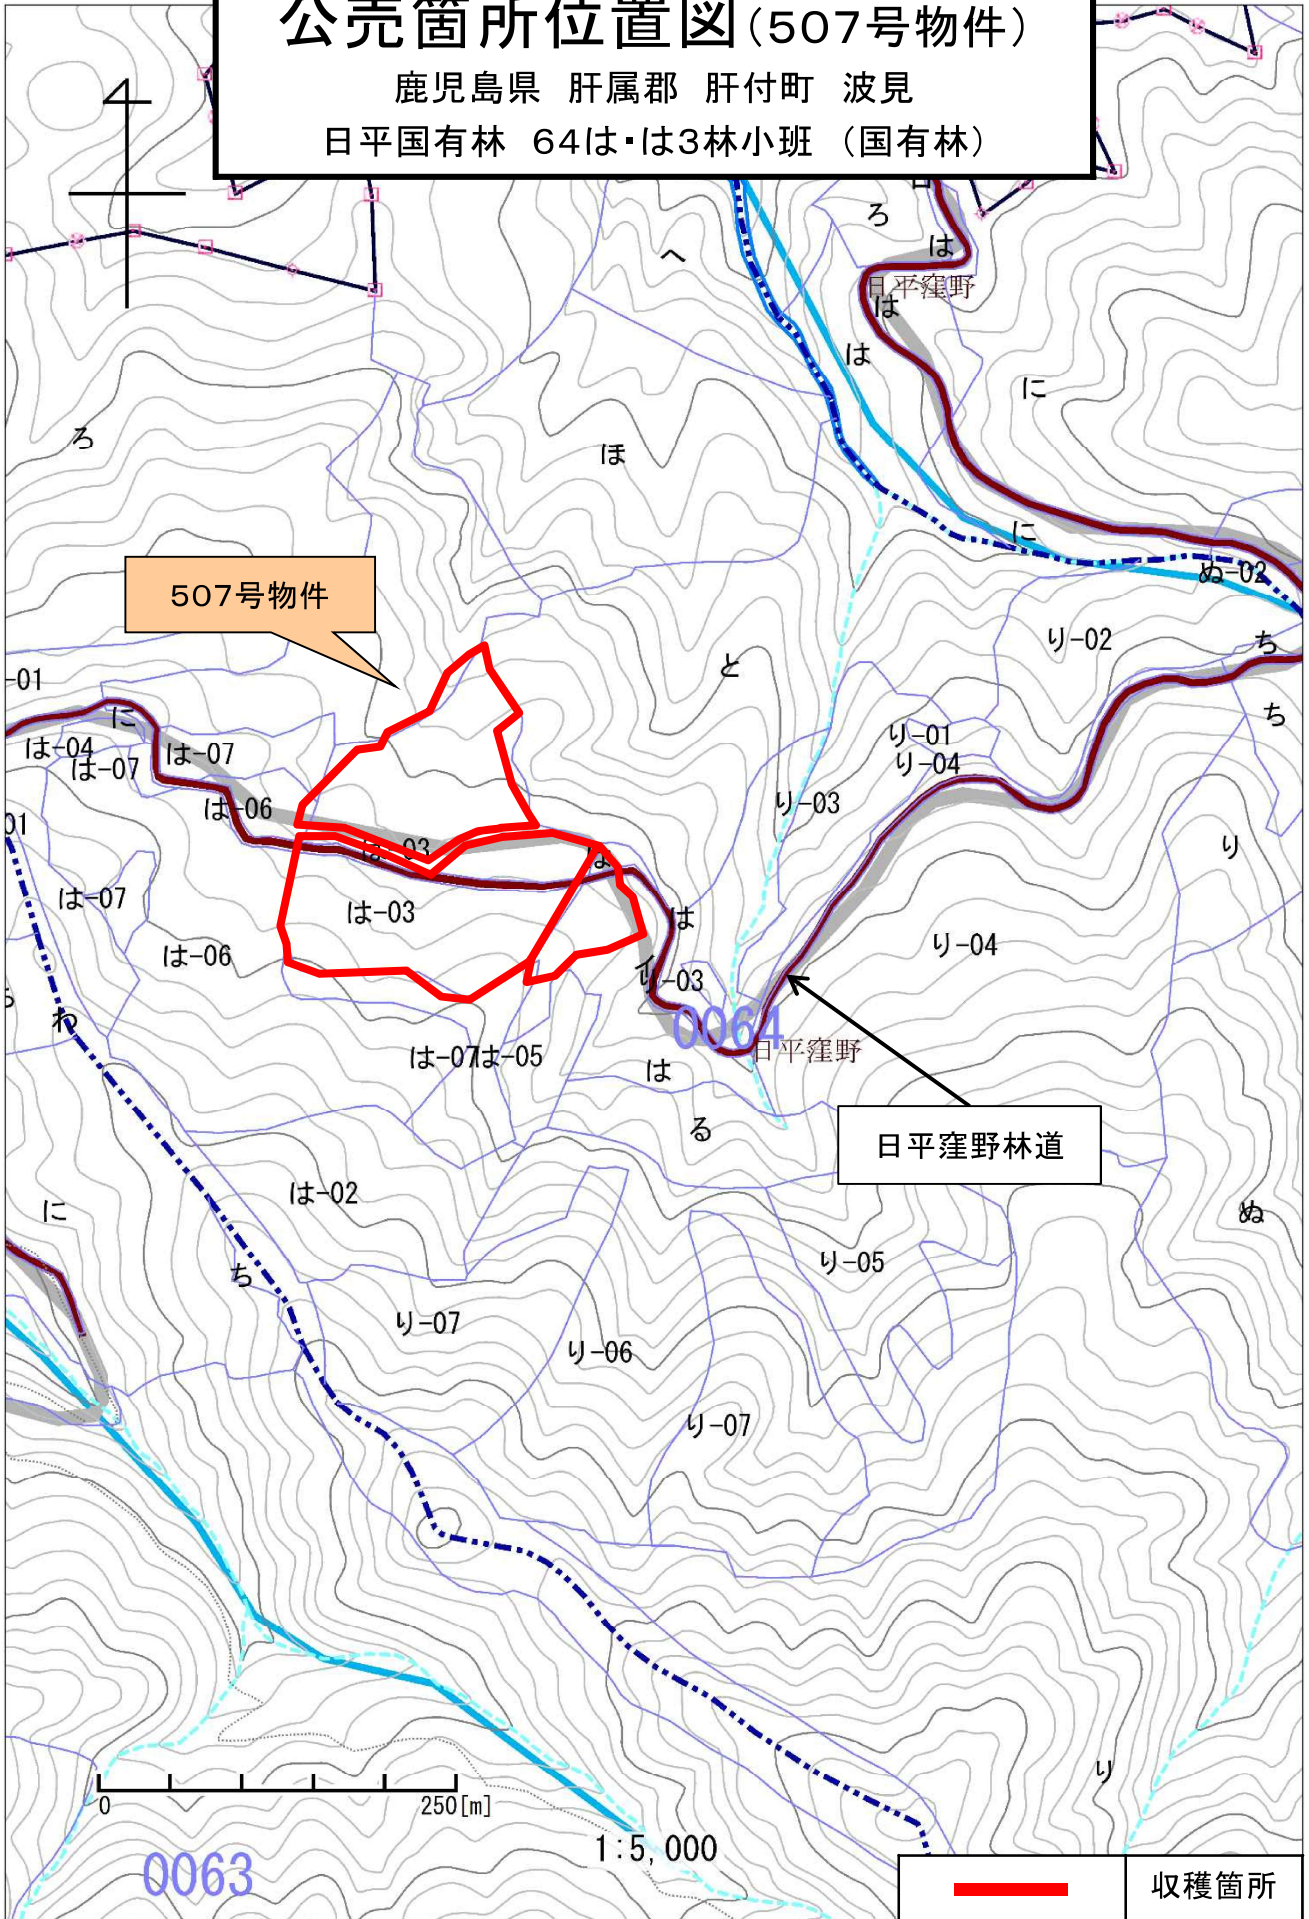 公売箇所位置図(507号物件)
鹿児島県 肝属郡 肝付町 波見
日平国有林 64は・は3林小班 (国有林)
ろ
は
へ
日平窪野
は
は
に
ろ
ほ
に
ぬ-02
507号物件
り-02
ち
と
-01
ち
に
り-01
は-04
は-07
は-07
り-04
は-06
り-03
01
は-03
は
り
は-07
は-03
は
は-06
り-04
イ
り-03
わ
0064
日平窪野
は-07
は-05
は
る
日平窪野林道
は-02
に
ぬ
ち
り-05
り-07
り-06
り-07
り
0
250[m]
1:5,000
0063
収穫箇所